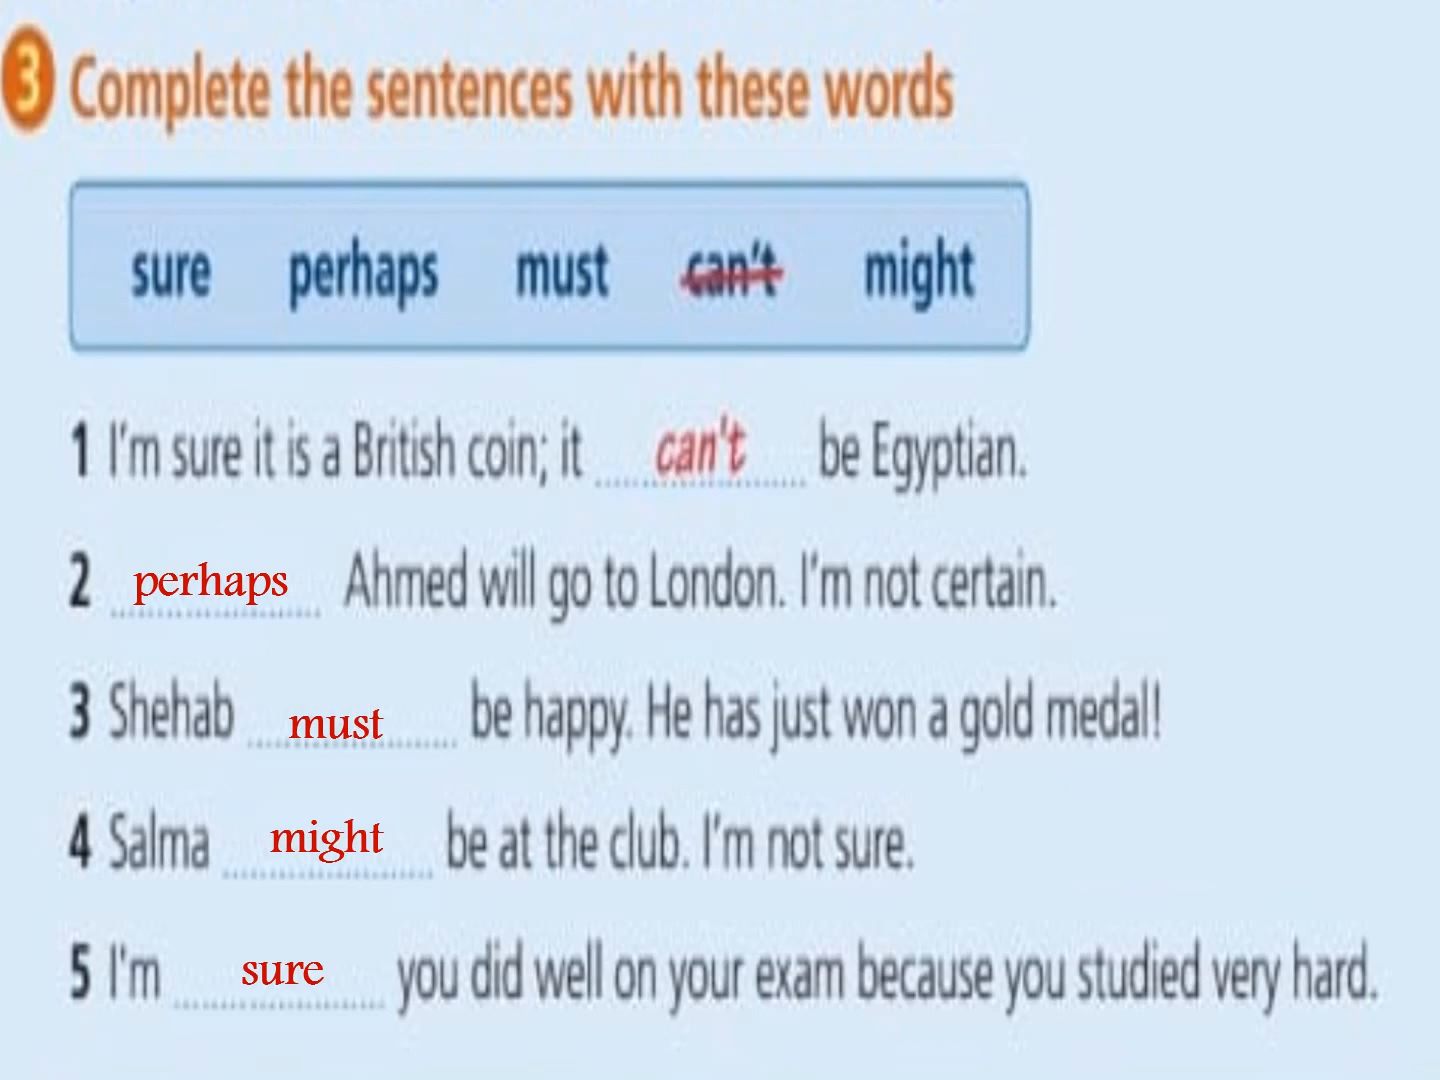 3 Complete the sentences with these words
sure perhaps must can't might
1 I'm sure it is a British coin; it can't be Egyptian.
2 perhaps Ahmed will go to London. I'm not certain.
3 Shehab must be happy. He has just won a gold medal!
4 Salma might be at the club. I'm not sure.
5 I'm sure you did well on your exam because you studied very hard.